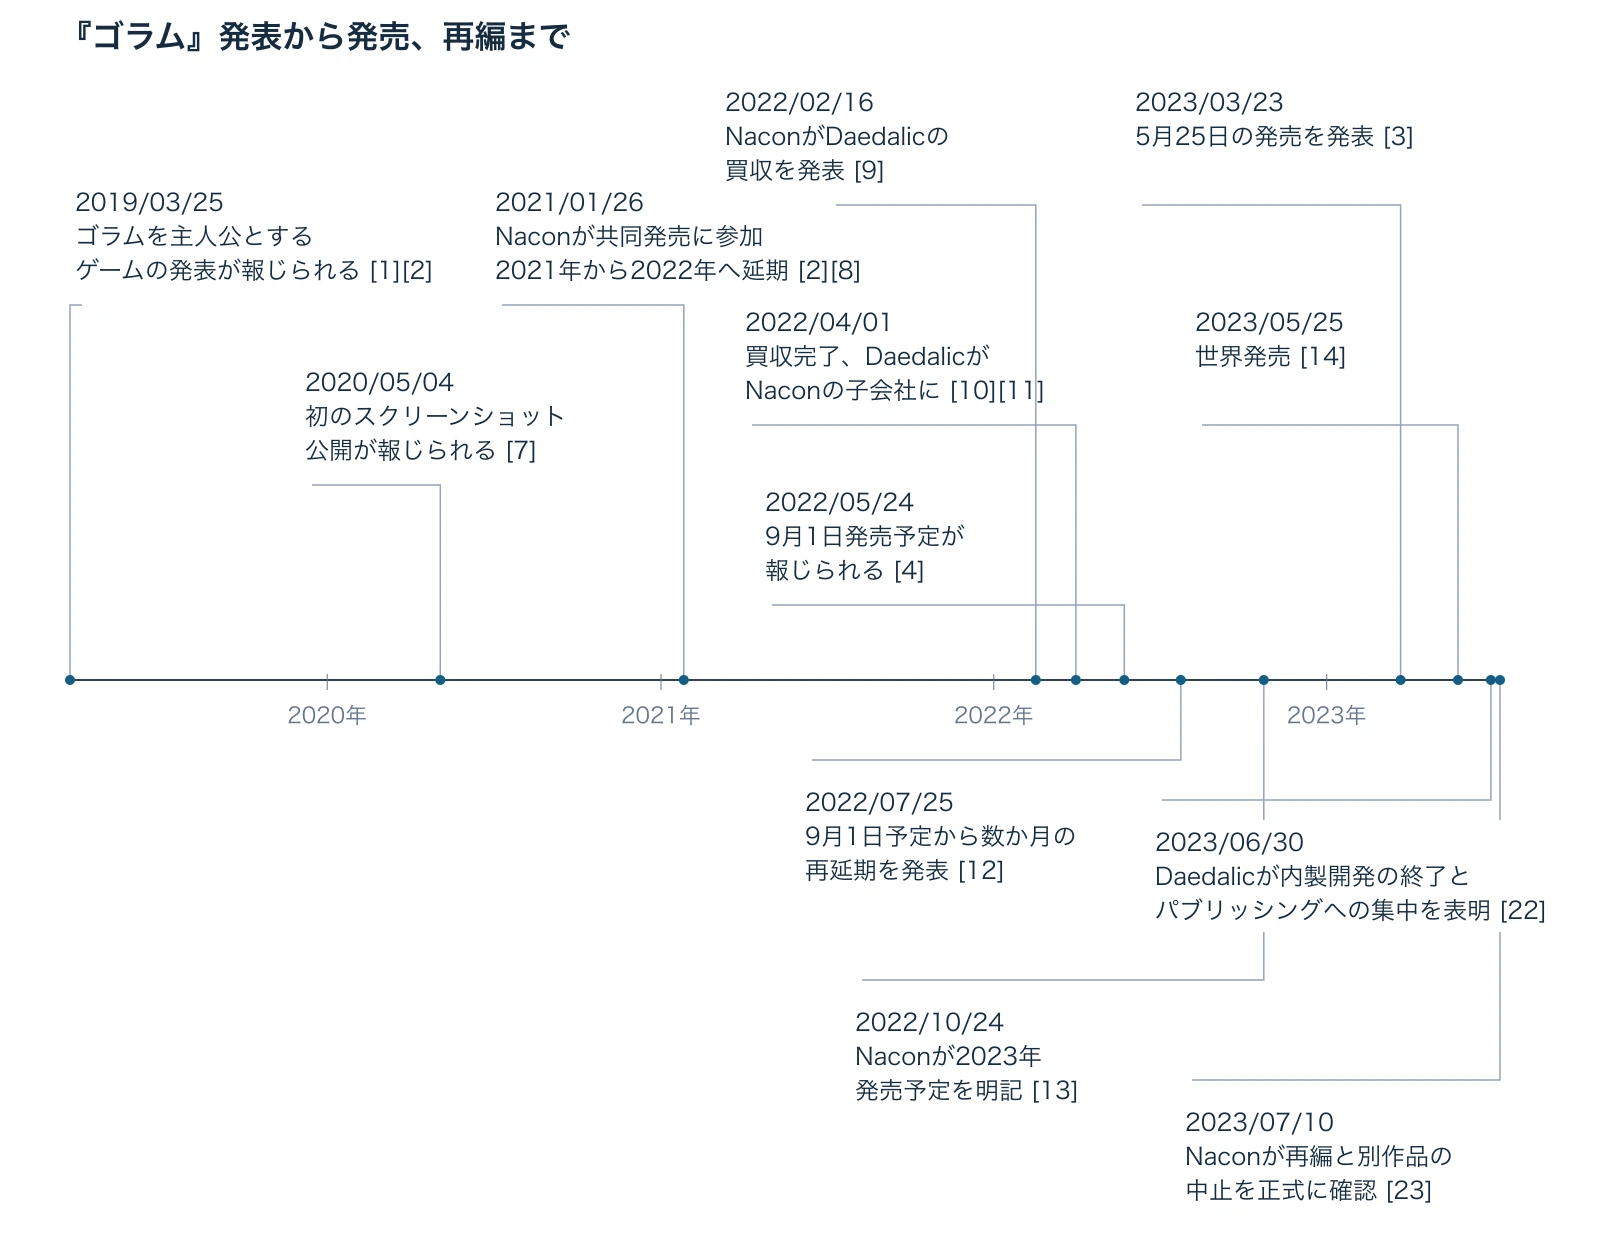 『ゴラム』発表から発売、再編まで
2019/03/25
ゴラムを主人公とする
ゲームの発表が報じられる [1][2]
2020/05/04
初のスクリーンショット
公開が報じられる [7]
2021/01/26
Naconが共同発売に参加
2021年から2022年へ延期 [2][8]
2022/02/16
NaconがDaedalicの
買収を発表 [9]
2022/04/01
買収完了、Daedalicが
Naconの子会社に [10][11]
2022/05/24
9月1日発売予定が
報じられる [4]
2023/03/23
5月25日の発売を発表 [3]
2023/05/25
世界発売 [14]
2020年
2021年
2022年
2023年
2022/07/25
9月1日予定から数か月の
再延期を発表 [12]
2022/10/24
Naconが2023年
発売予定を明記 [13]
2023/06/30
Daedalicが内製開発の終了と
パブリッシングへの集中を表明 [22]
2023/07/10
Naconが再編と別作品の
中止を正式に確認 [23]